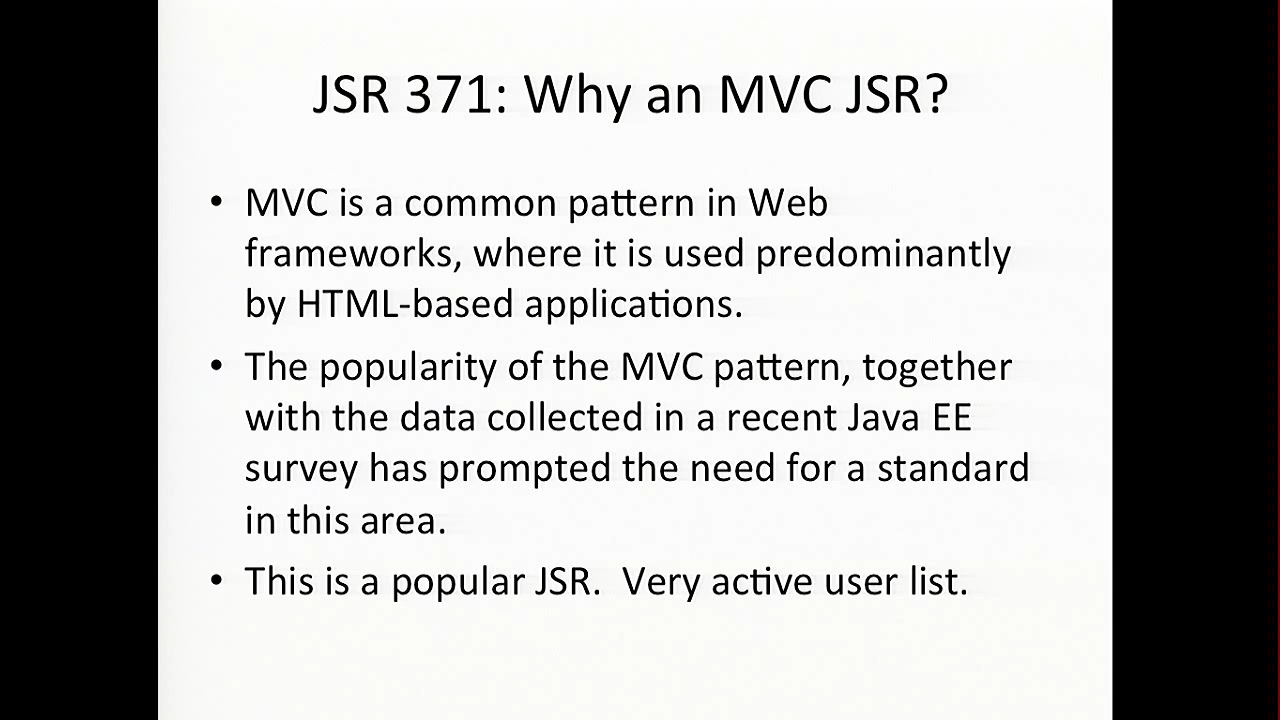 JSR 371: Why an MVC JSR?
• MVC is a common pattern in Web
frameworks, where it is used predominantly
by HTML-based applications.
• The popularity of the MVC pattern, together
with the data collected in a recent Java EE
survey has prompted the need for a standard
in this area.
• This is a popular JSR.  Very active user list.